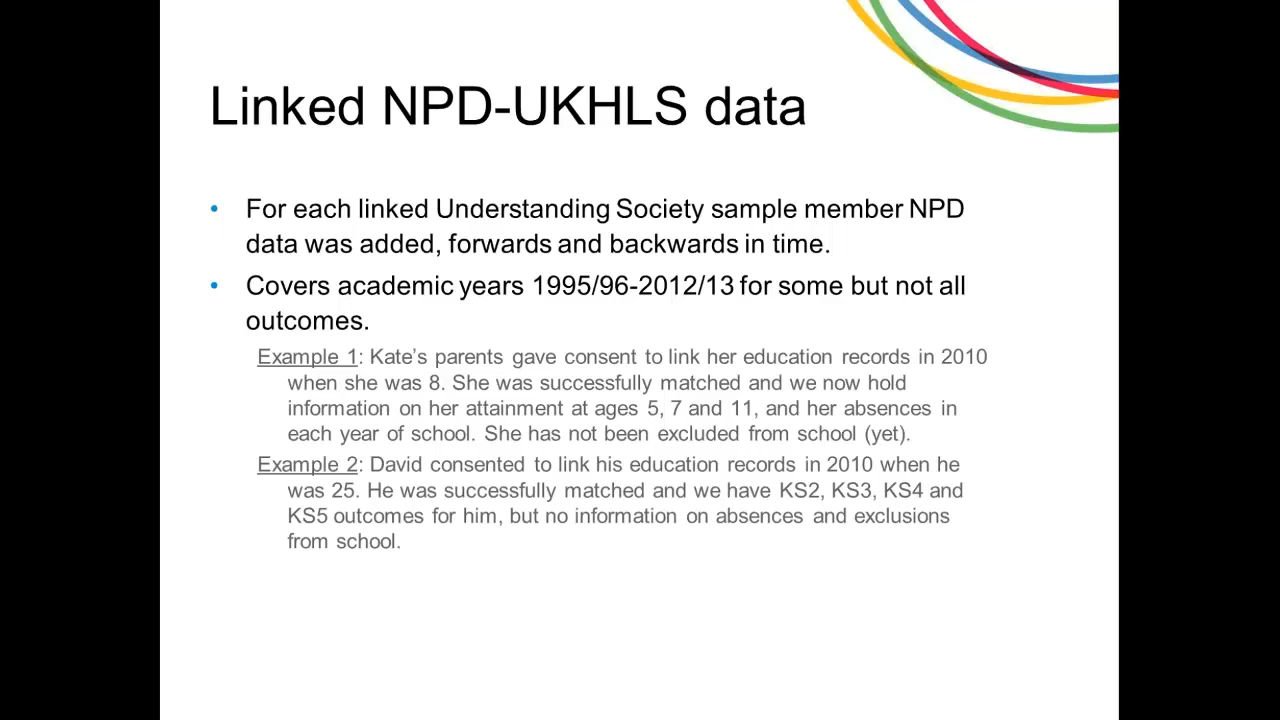 Linked NPD-UKHLS data
• For each linked Understanding Society sample member NPD
data was added, forwards and backwards in time.
• Covers academic years 1995/96-2012/13 for some but not all
outcomes.
Example 1: Kate’s parents gave consent to link her education records in 2010
when she was 8. She was successfully matched and we now hold
information on her attainment at ages 5, 7 and 11, and her absences in
each year of school. She has not been excluded from school (yet).
Example 2: David consented to link his education records in 2010 when he
was 25. He was successfully matched and we have KS2, KS3, KS4 and
KS5 outcomes for him, but no information on absences and exclusions
from school.